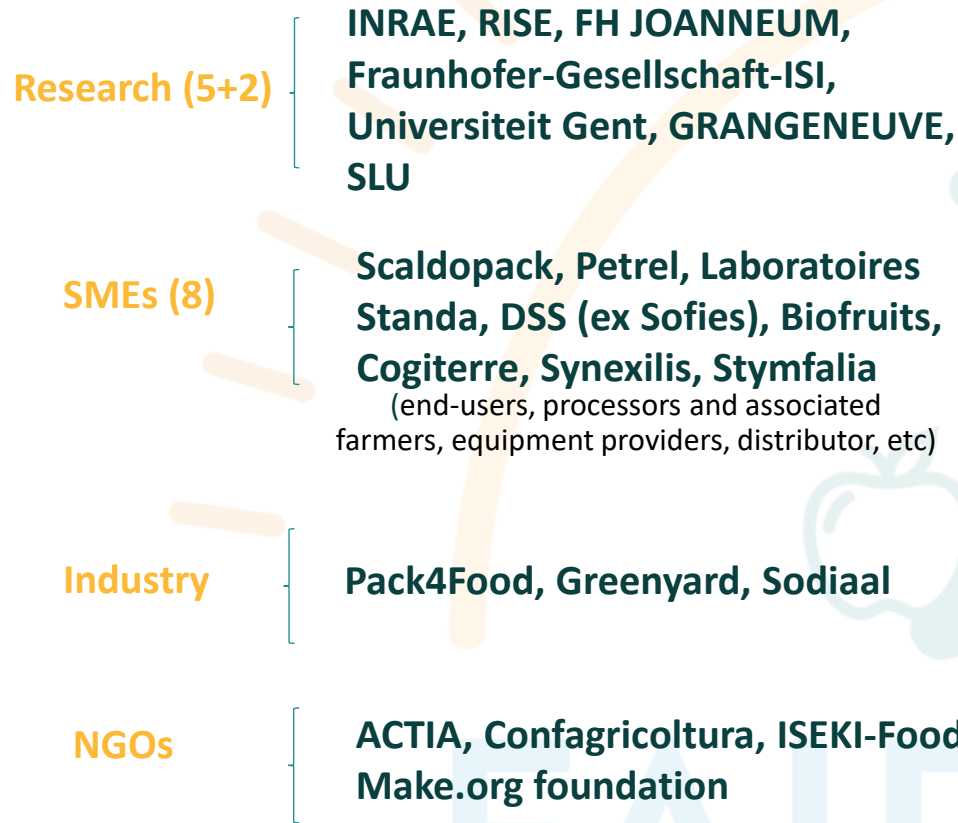 Research (5+2)
INRAE, RISE, FH JOANNEUM,
Fraunhofer-Gesellschaft-ISI,
Universiteit Gent, GRANGENEUVE,
SLU
SMEs (8)
Scaldopack, Petrel, Laboratoires
Standa, DSS (ex Sofies), Biofruits,
Cogiterre, Synexilis, Stymfalia
(end-users, processors and associated
farmers, equipment providers, distributor, etc)
Industry
Pack4Food, Greenyard, Sodiaal
NGOs
ACTIA, Confagricoltura, ISEKI-Food
Make.org foundation